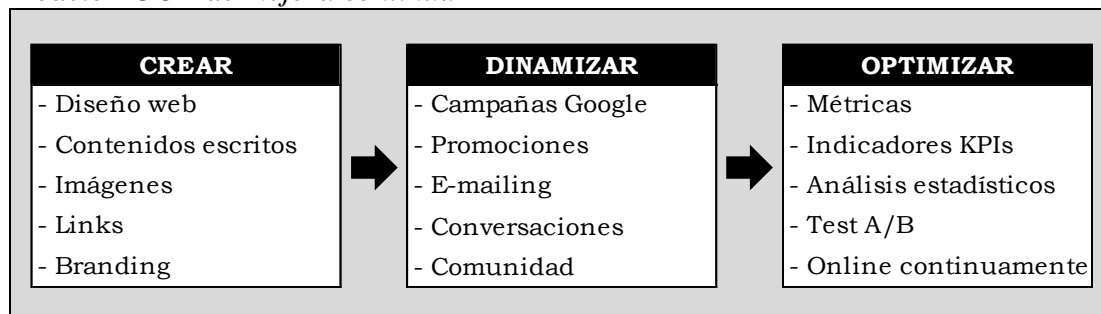 CREAR
- Diseño web
- Contenidos escritos
- Imágenes
- Links
- Branding
DINAMIZAR
- Campañas Google
- Promociones
- E-mailing
- Conversaciones
- Comunidad
OPTIMIZAR
- Métricas
- Indicadores KPIs
- Análisis estadísticos
- Test A/B
- Online continuamente